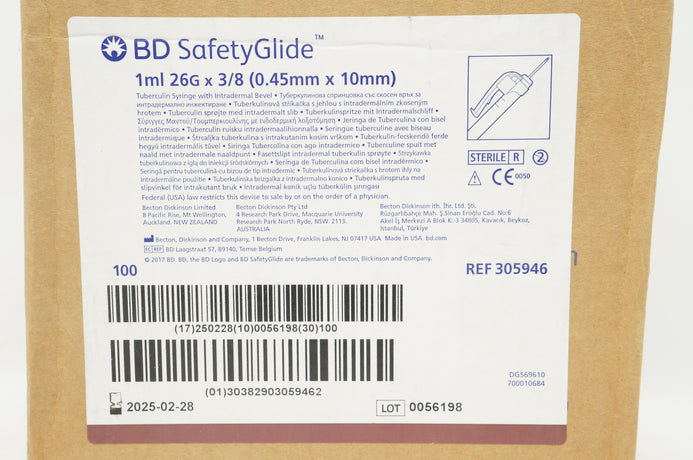 BD SafetyGlide™
1ml 26G x 3/8 (0.45mm x 10mm)
Tuberculin Syringe with Intradermal Bevel • Туберкулинова спринцовка със скосен връх за
интрадермално инжектиране • Tuberkulinová stříkačka s jehlou s intradermálním zkoseným
hrotem • Tuberculin sprøjte med intradermalt slib • Tuberkulinspritze mit Intradermalschliff •
Σύριγγες Μαντού/Τουμπερκουλίνης με ενδοδερμική λοξότμηση • Jeringa de Tuberculina con bisel
intradérmico • Tuberculin ruisku intradermaalihionnalla • Seringue tuberculine avec biseau
intradermique • Štrcaljka tuberkulinska s intrakutanim kosim vrškom • Tuberkulin-fecskendő ferde
hegyű intradermális tűvel • Siringa Tubercolina con ago intradermico • Tuberculine spuit met
naald met intradermale naaldpunt • Fasettslipt intradermal tuberkulin sprøyte • Strzykawka
tuberkulinowa z igłą do iniekcji śródskórnych • Seringa de Tuberculina com bisel intradérmico •
Seringă pentru tuberculină cu bizou de tip intradermic • Tuberkulínová striekačka s hrotom ihly na
intradermálne použitie • Tuberkulinska brizgalka z intradermalno konico • Tuberkulinspruta med
slipvinkel för intrakutant bruk • İntradermal konik uçlu tüberkülin şırıngası
Federal (USA) law restricts this device to sale by or on the order of a physician.
Becton Dickinson Limited
8 Pacific Rise, Mt Wellington,
Auckland. NEW ZEALAND
Becton Dickinson Pty Ltd
4 Research Park Drive, Macquarie University
Research Park North Ryde, NSW. 2113.
AUSTRALIA
Becton Dickinson ith. İhr. Ltd. Şti.
Rüzgarlıbahçe Mah. Ş.Sinan Eroğlu Cad. No:6
Akel İş Merkezi A Blok K:-3 34805, Kavacık, Beykoz,
İstanbul, Türkiye
Becton, Dickinson and Company, 1 Becton Drive, Franklin Lakes, NJ 07417 USA Made in USA bd.com
EC REP BD Laagstraat 57, B9140, Temse Belgium
© 2017 BD. BD, the BD Logo and BD SafetyGlide are trademarks of Becton, Dickinson and Company.
STERILE R 2
CE 0050
100
REF 305946
(17)250228(10)0056198(30)100
(01)30382903059462
DG569610
700010684
2025-02-28
LOT 0056198